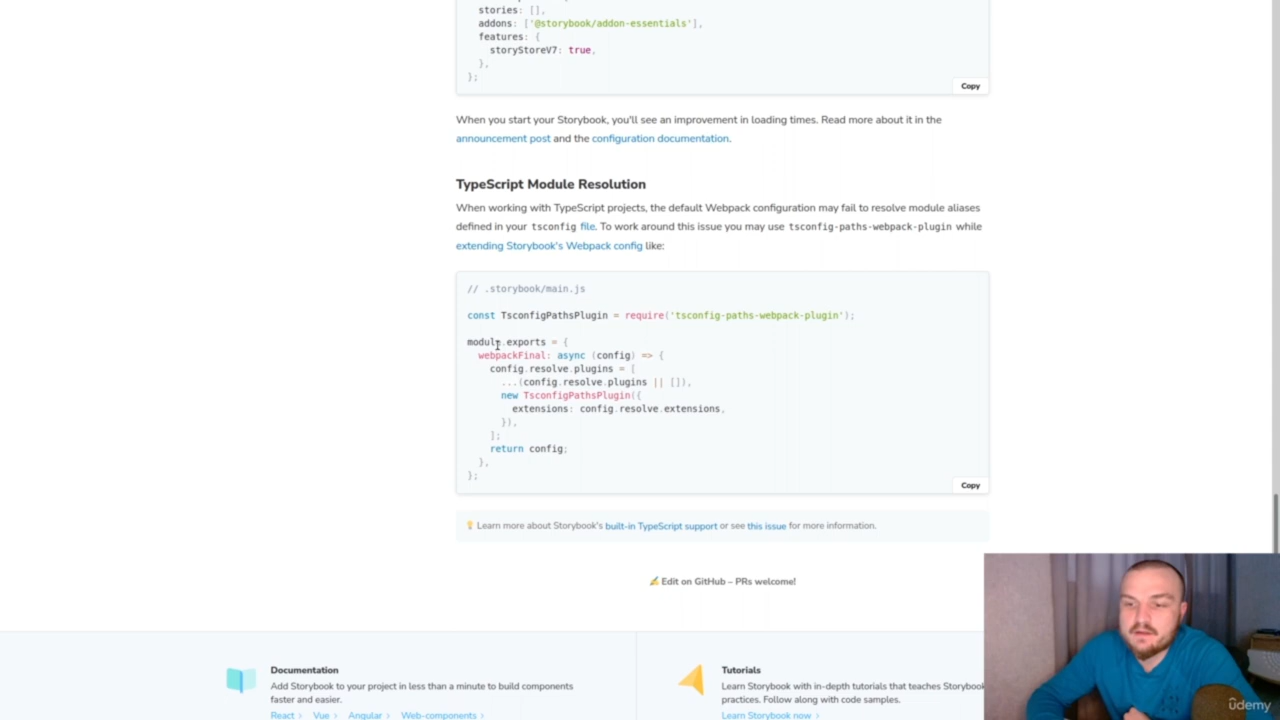 stories: [],
addons: ['@storybook/addon-essentials'],
features: {
storyStoreV7: true,
},
};
Copy
When you start your Storybook, you'll see an improvement in loading times. Read more about it in the
announcement post and the configuration documentation.
TypeScript Module Resolution
When working with TypeScript projects, the default Webpack configuration may fail to resolve module aliases
defined in your tsconfig file. To work around this issue you may use tsconfig-paths-webpack-plugin while
extending Storybook's Webpack config like:
// .storybook/main.js
const TsconfigPathsPlugin = require('tsconfig-paths-webpack-plugin');
module.exports = {
webpackFinal: async (config) => {
config.resolve.plugins = [
...(config.resolve.plugins || []),
new TsconfigPathsPlugin({
extensions: config.resolve.extensions,
}),
];
return config;
},
};
Copy
💡 Learn more about Storybook's built-in TypeScript support or see this issue for more information.
✍️ Edit on GitHub – PRs welcome!
Documentation
Add Storybook to your project in less than a minute to build components
faster and easier.
React › Vue › Angular › Web-components ›
Tutorials
Learn Storybook with in-depth tutorials that teaches Storybook
practices. Follow along with code samples.
Learn Storybook now ›
ûdemy